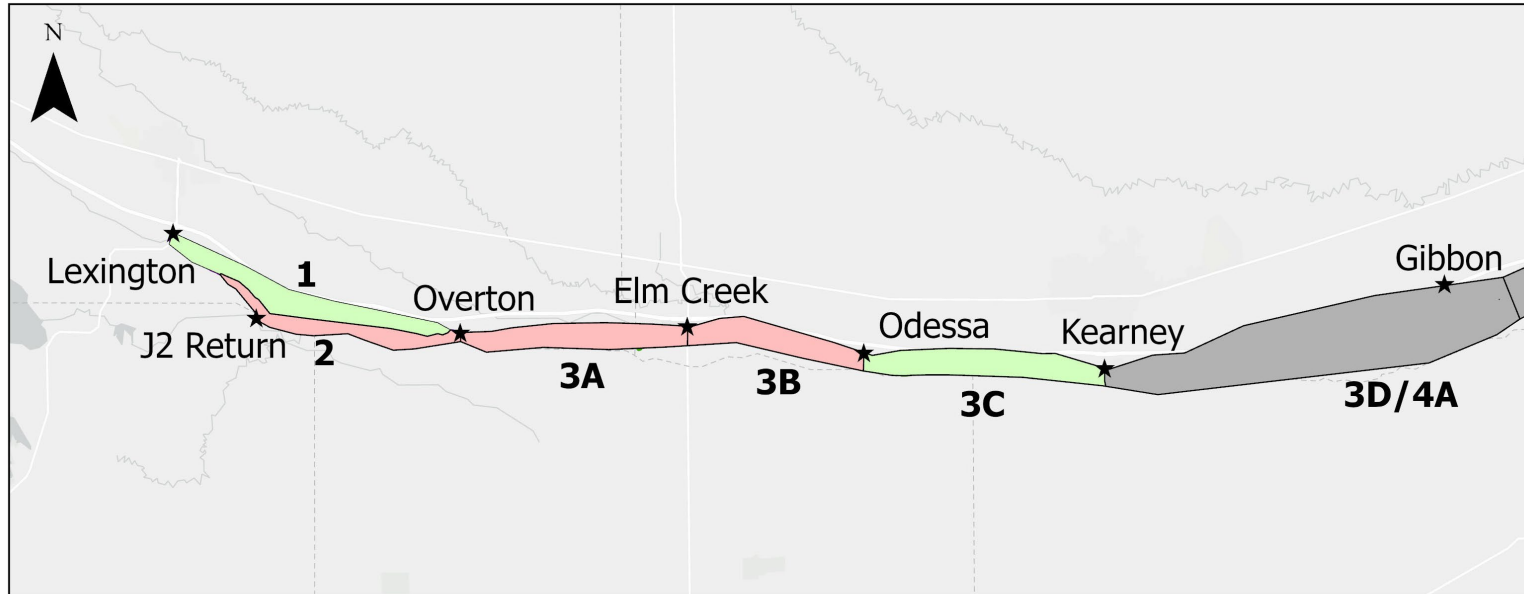 N
Gibbon
Lexington
1
Overton
Elm Creek
Odessa
Kearney
J2 Return
2
3A
3B
3C
3D/4A